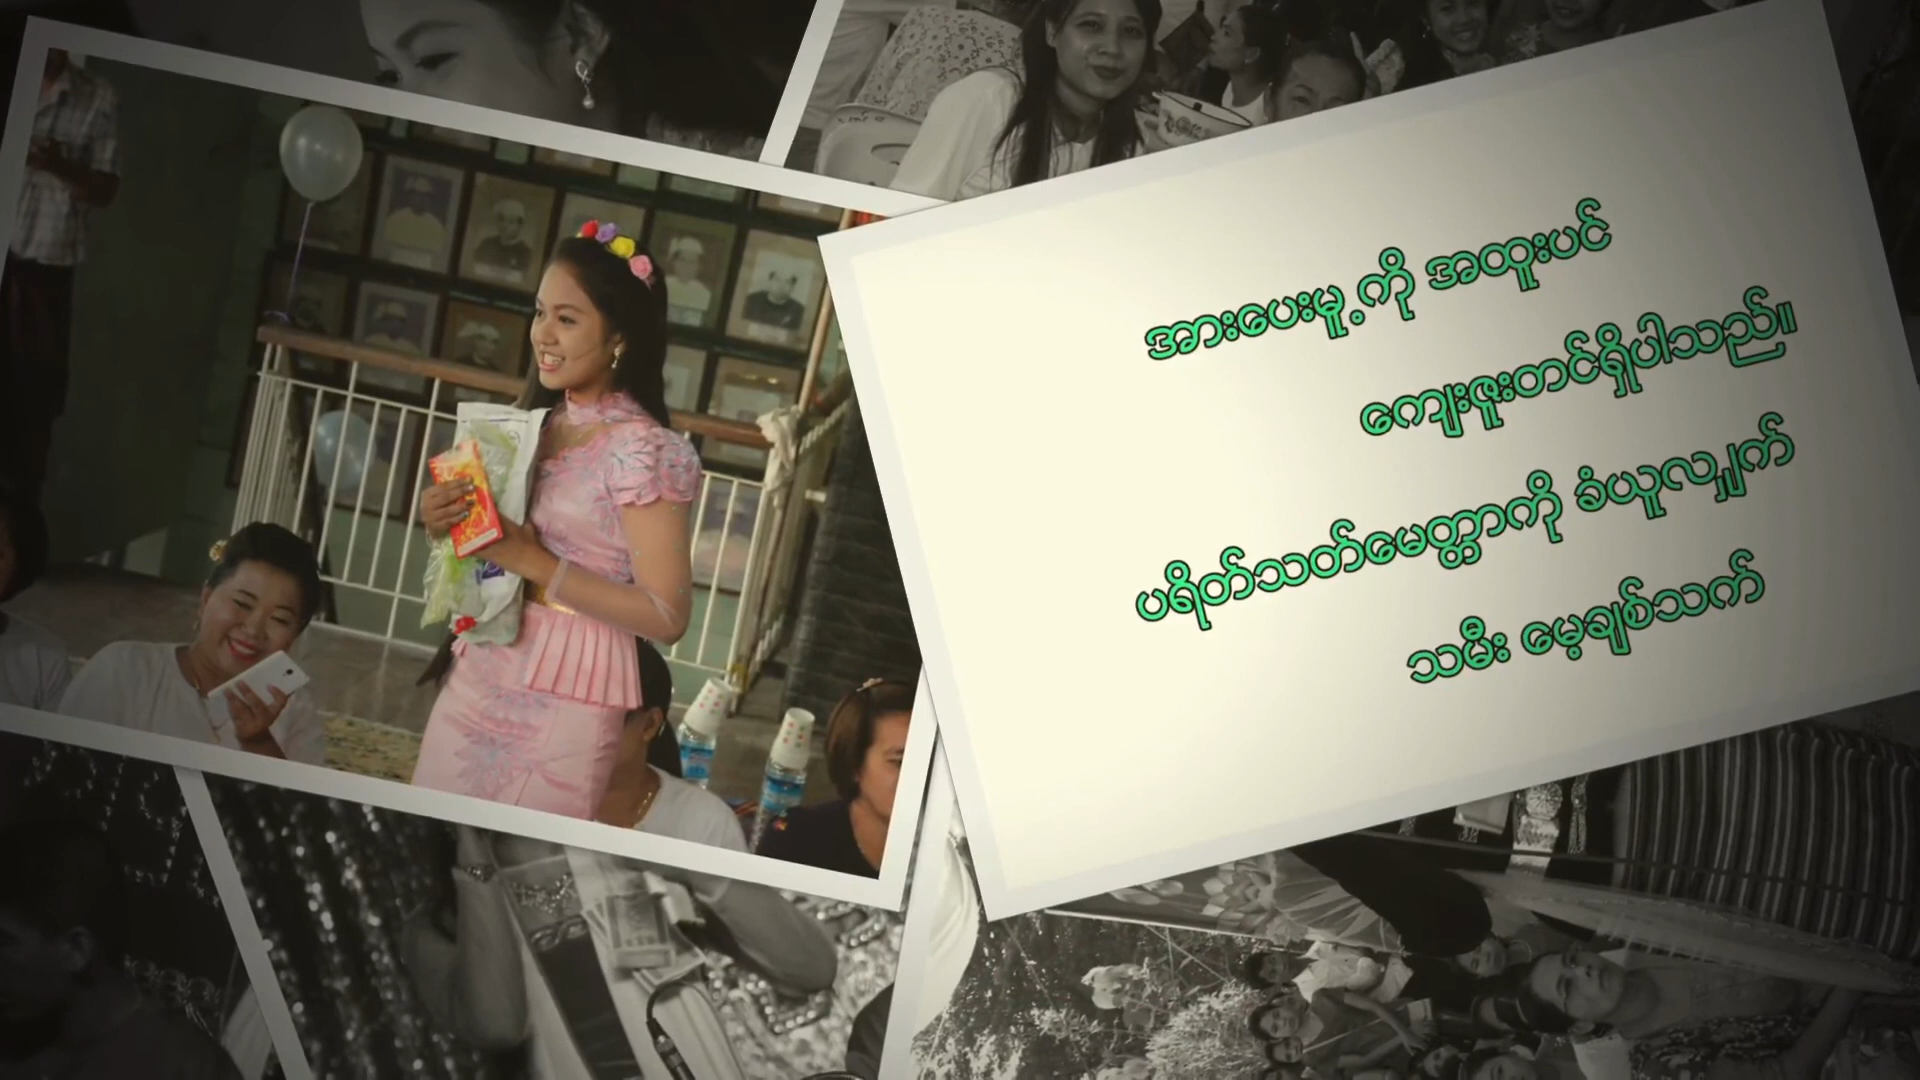 အားပေးမူ့ကို အထူးပင်
ကျေးဇူးတင်ရှိပါသည်။
ပရိတ်သတ်မေတ္တာကို ခံယူလျှက်
သမီး မေ့ချစ်သက်